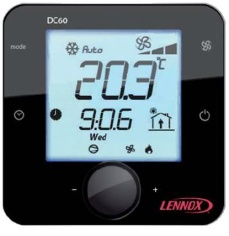 DC60
mode
Auto
20.3°C
9:06
Wed
- +
LENNOX